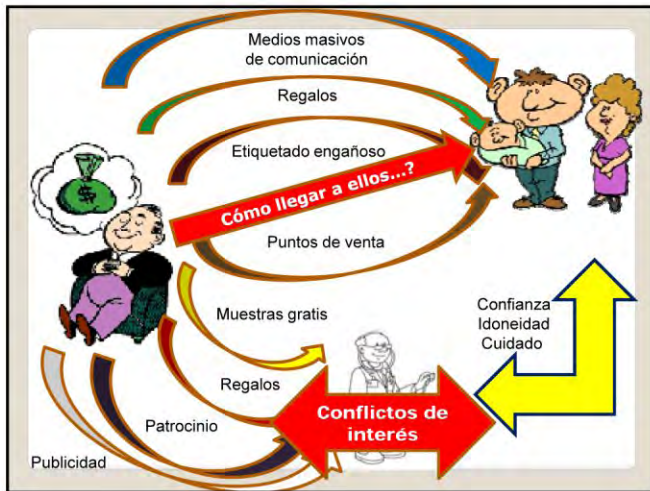 Medios masivos
de comunicación
Regalos
Etiquetado engañoso
Cómo llegar a ellos...?
Puntos de venta
$
Muestras gratis
Confianza
Idoneidad
Cuidado
Regalos
Conflictos de
interés
Patrocinio
Publicidad